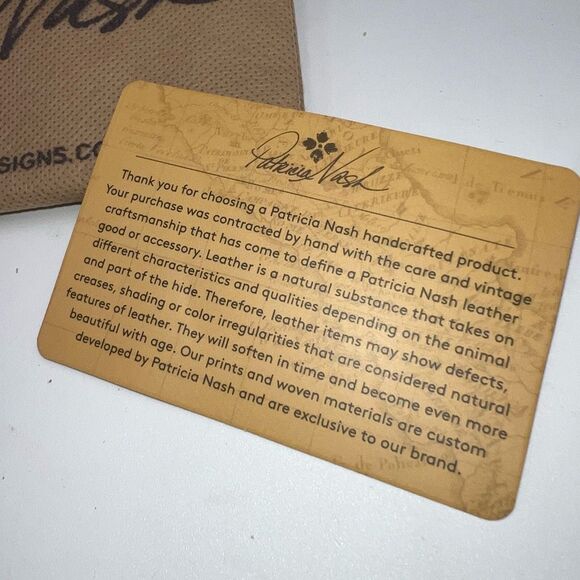 Nash
SIGNS.CO
Patricia Nash
Thank you for choosing a Patricia Nash handcrafted product.
Your purchase was contracted by hand with the care and vintage
craftsmanship that has come to define a Patricia Nash leather
good or accessory. Leather is a natural substance that takes on
different characteristics and qualities depending on the animal
and part of the hide. Therefore, leather items may show defects,
creases, shading or color irregularities that are considered natural
features of leather. They will soften in time and become even more
beautiful with age. Our prints and woven materials are custom
developed by Patricia Nash and are exclusive to our brand.